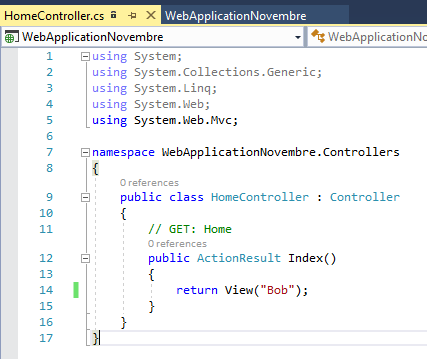 HomeController.cs WebApplicationNovembre
WebApplicationNovembre WebApplicationNo
1 using System;
2 using System.Collections.Generic;
3 using System.Linq;
4 using System.Web;
5 using System.Web.Mvc;
6
7 namespace WebApplicationNovembre.Controllers
8 {
0 references
9 public class HomeController : Controller
10 {
11 // GET: Home
0 references
12 public ActionResult Index()
13 {
14 return View("Bob");
15 }
16 }
17 }